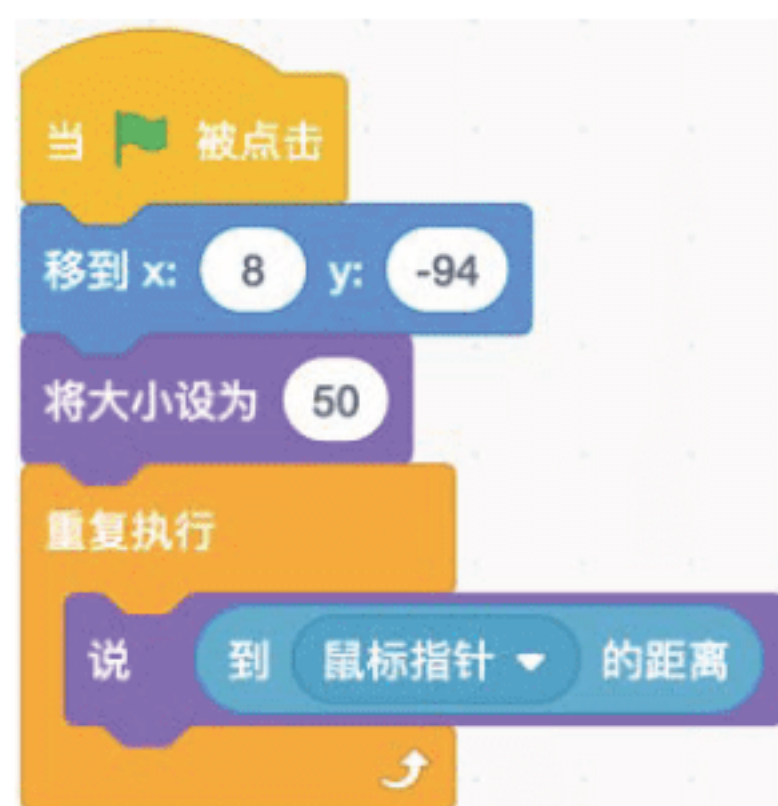 当 被点击
移到 x: 8 y: -94
将大小设为 50
重复执行
说 到 鼠标指针 的距离